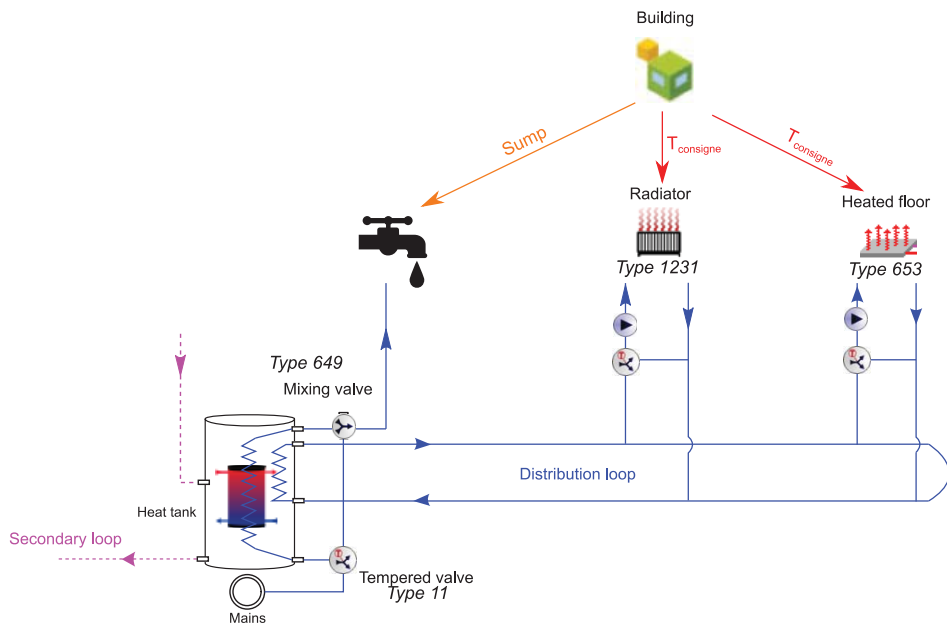 Building
Sump
T consigne
T consigne
Radiator
Type 1231
Heated floor
Type 653
Type 649
Mixing valve
Distribution loop
Heat tank
Secondary loop
Tempered valve
Type 11
Mains